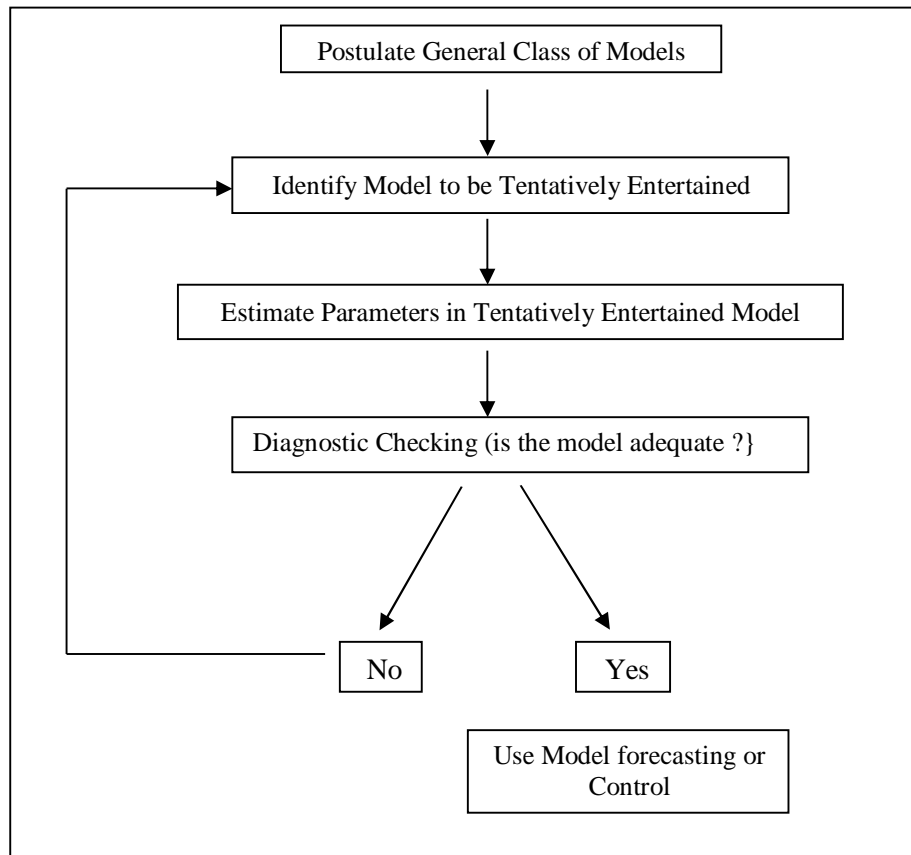 Postulate General Class of Models
Identify Model to be Tentatively Entertained
Estimate Parameters in Tentatively Entertained Model
Diagnostic Checking (is the model adequate ?}
No
Yes
Use Model forecasting or
Control